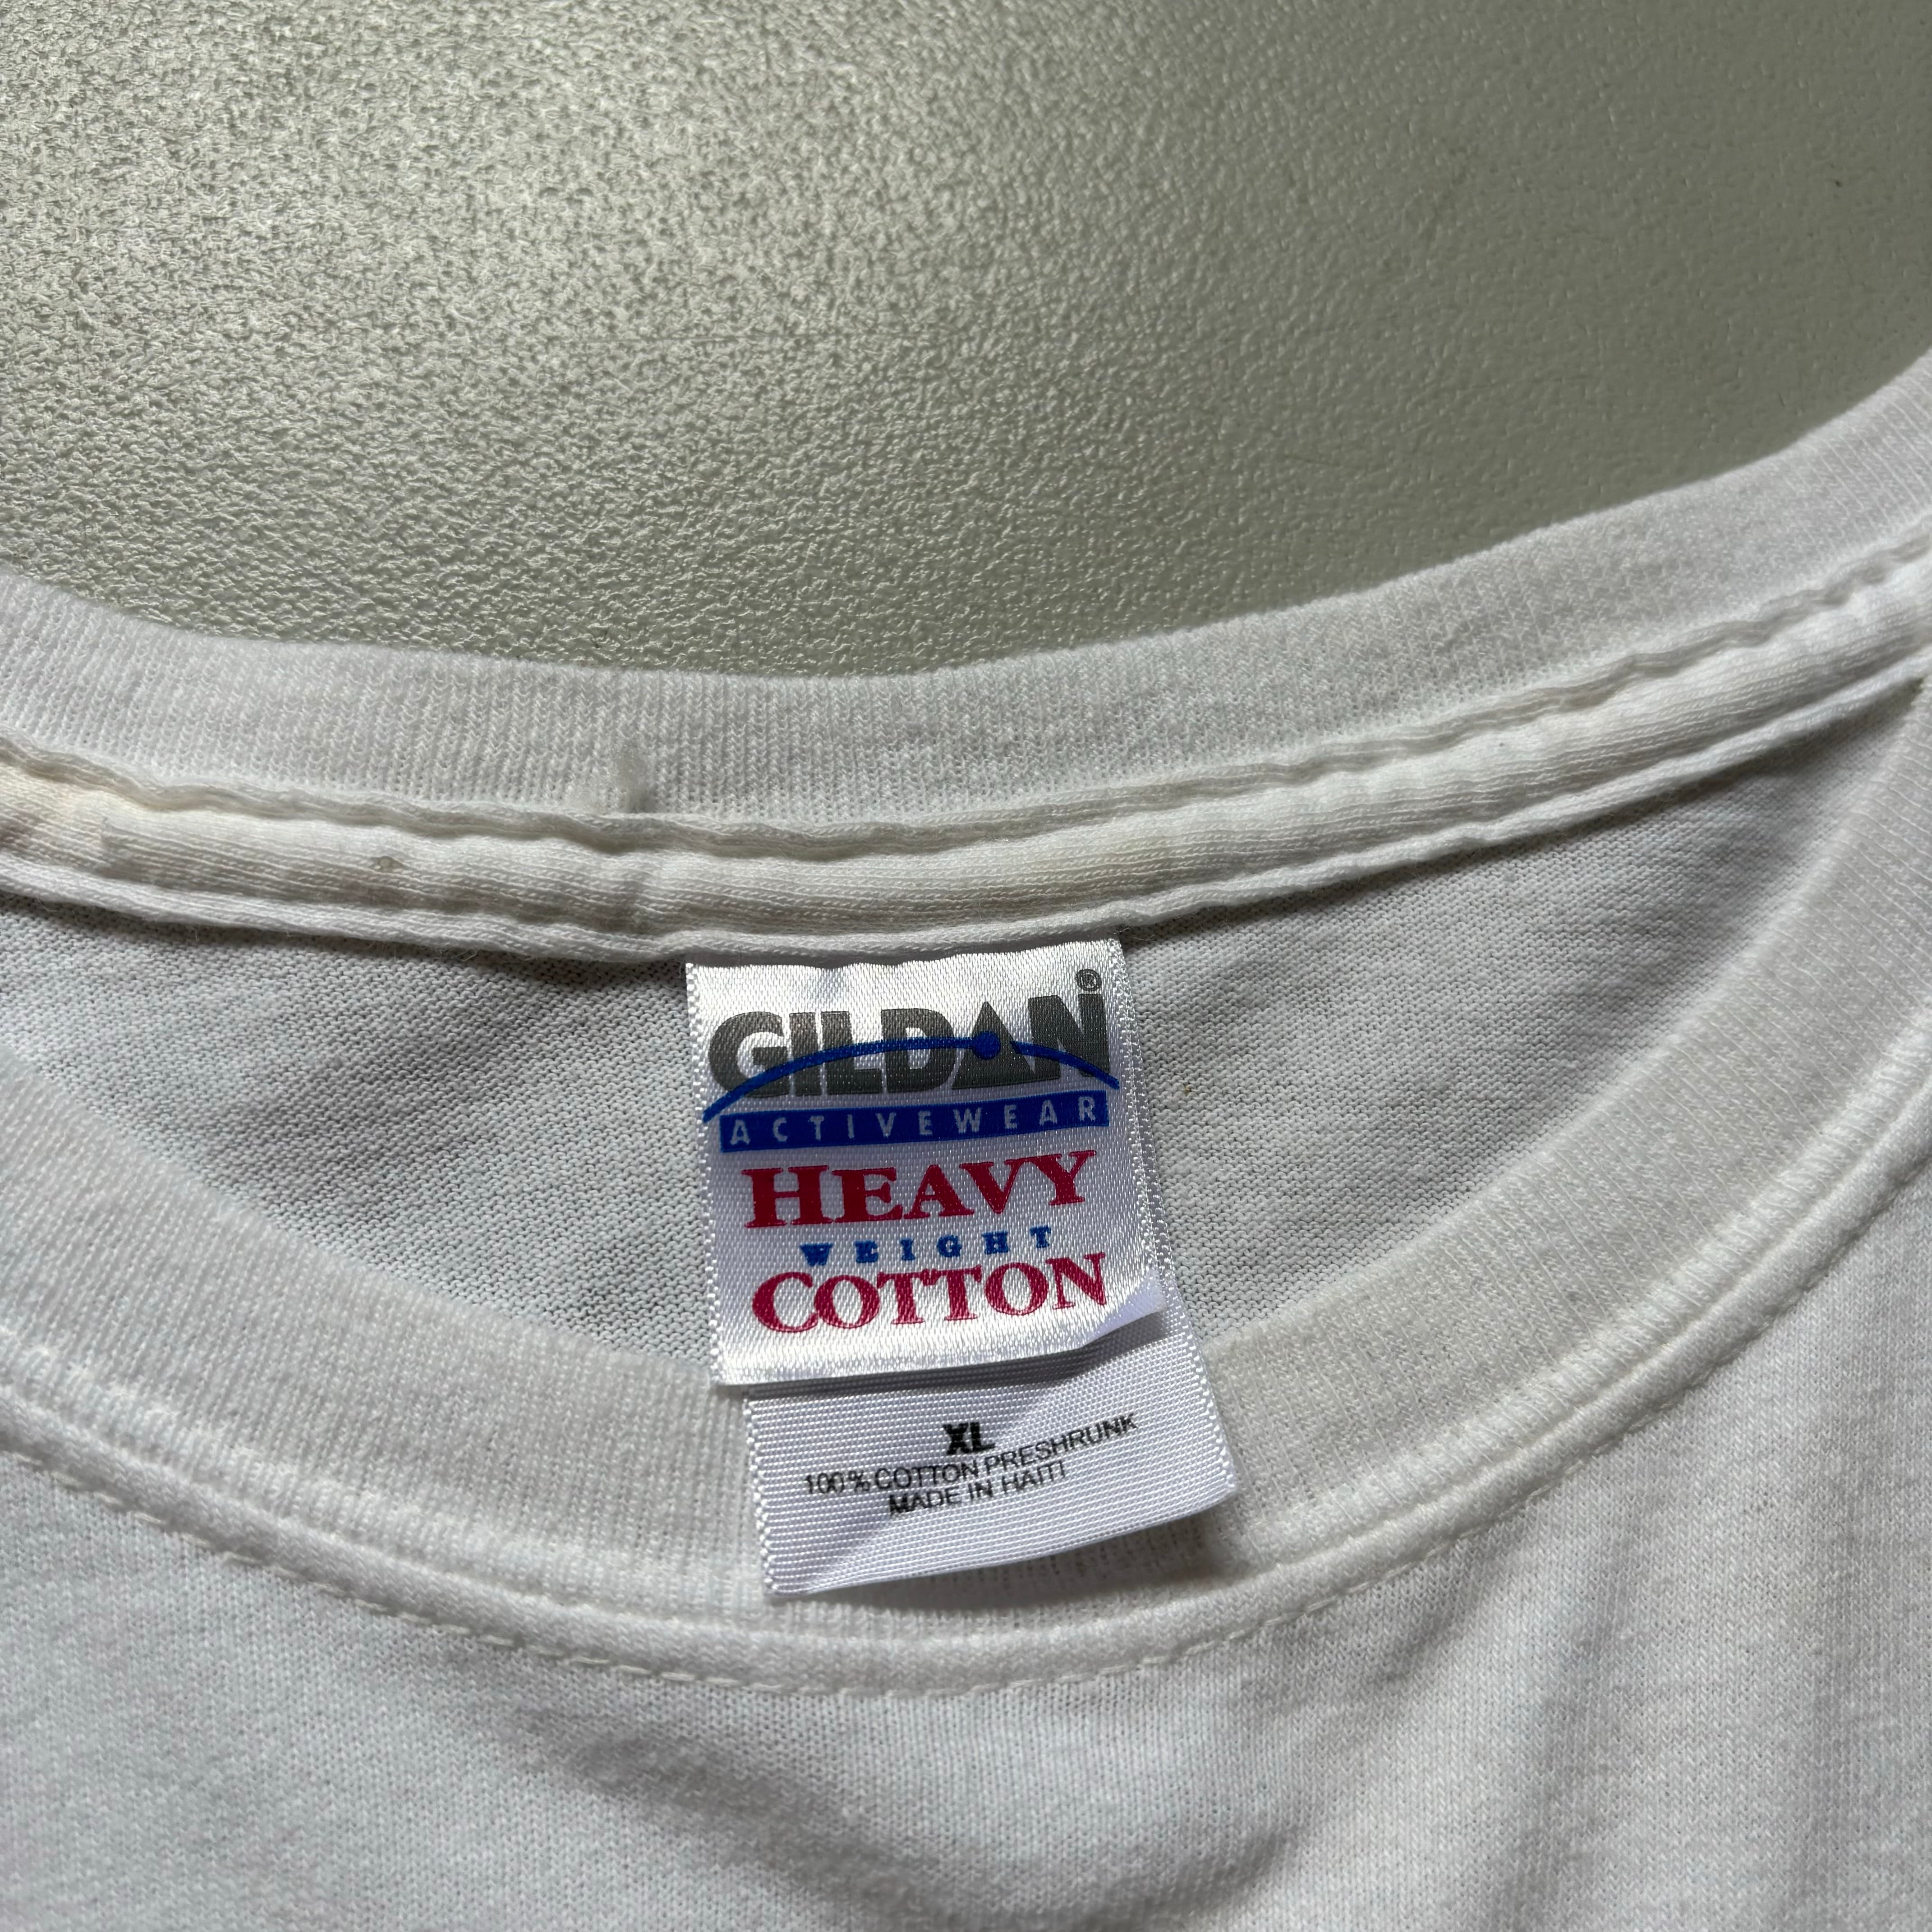 GILDAN®
ACTIVEWEAR
HEAVY
WEIGHT
COTTON
XL
100% COTTON PRESHRUNK
MADE IN HAITI